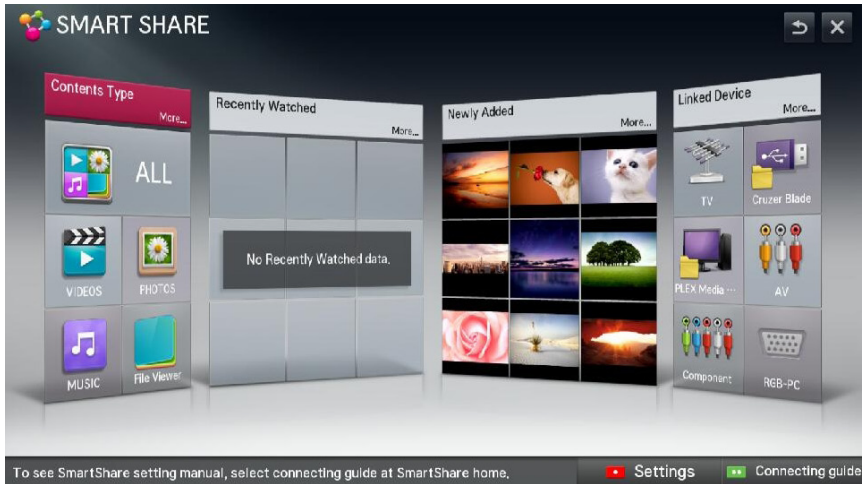 SMART SHARE
Contents Type
More...
ALL
VIDEOS
PHOTOS
MUSIC
File Viewer
Recently Watched
More...
No Recently Watched data.
Newly Added
More...
Linked Device
More...
TV
Cruzer Blade
PLEX Media ...
AV
Component
RGB-PC
To see SmartShare setting manual, select connecting guide at SmartShare home.
Settings
Connecting guide